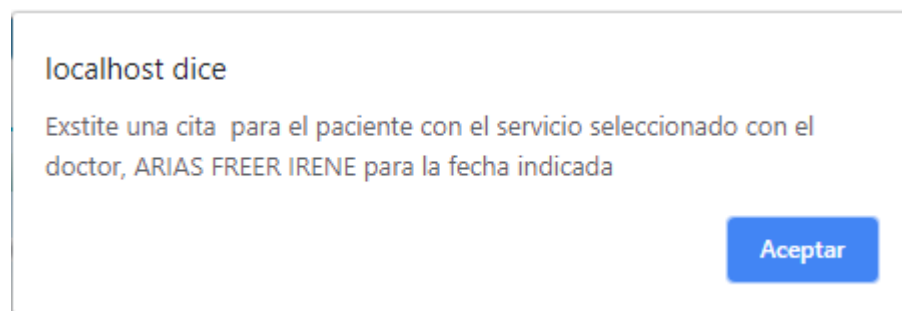 localhost dice
Exstite una cita  para el paciente con el servicio seleccionado con el
doctor, ARIAS FREER IRENE para la fecha indicada
Aceptar